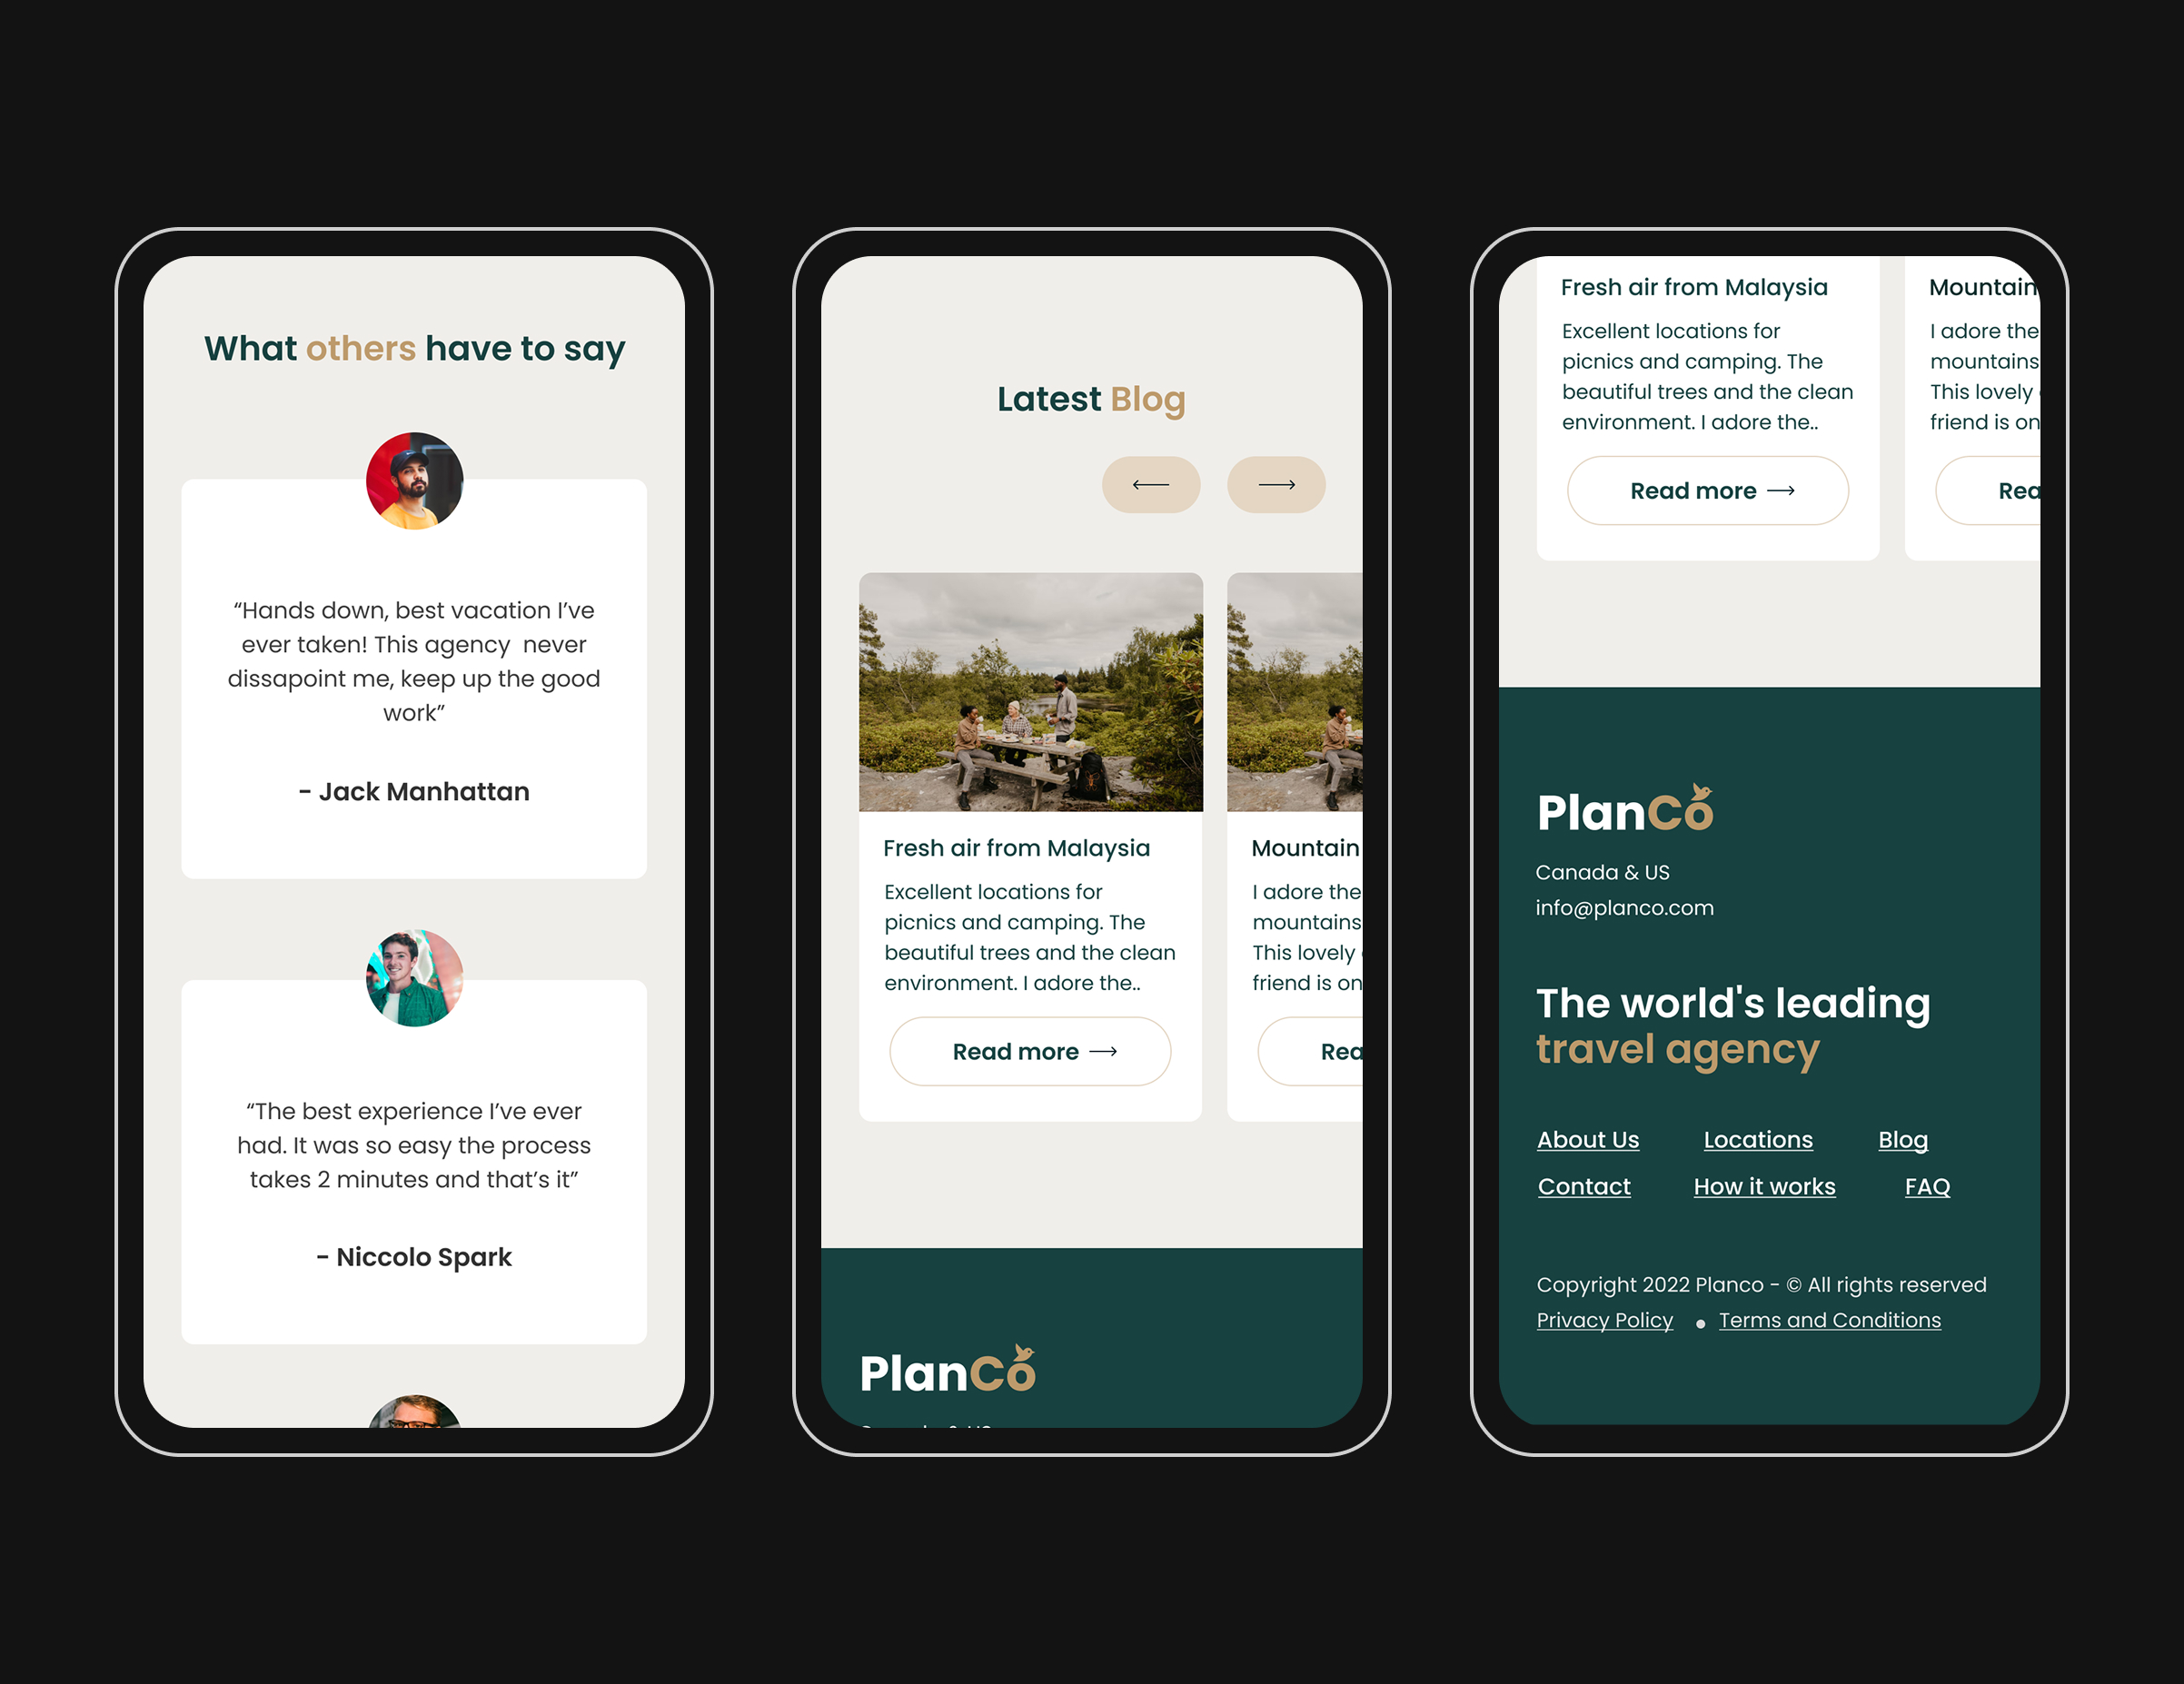 What others have to say
“Hands down, best vacation I’ve
ever taken! This agency  never
dissapoint me, keep up the good
work”
- Jack Manhattan
“The best experience I’ve ever
had. It was so easy the process
takes 2 minutes and that’s it”
- Niccolo Spark
Latest Blog
Fresh air from Malaysia
Excellent locations for
picnics and camping. The
beautiful trees and the clean
environment. I adore the..
Read more
Mountain
I adore the
mountains
This lovely
friend is on
Rea
PlanCo
Fresh air from Malaysia
Excellent locations for
picnics and camping. The
beautiful trees and the clean
environment. I adore the..
Read more
Mountain
I adore the
mountains
This lovely
friend is on
Rea
PlanCo
Canada & US
info@planco.com
The world's leading
travel agency
About Us Locations Blog
Contact How it works FAQ
Copyright 2022 Planco - © All rights reserved
Privacy Policy • Terms and Conditions